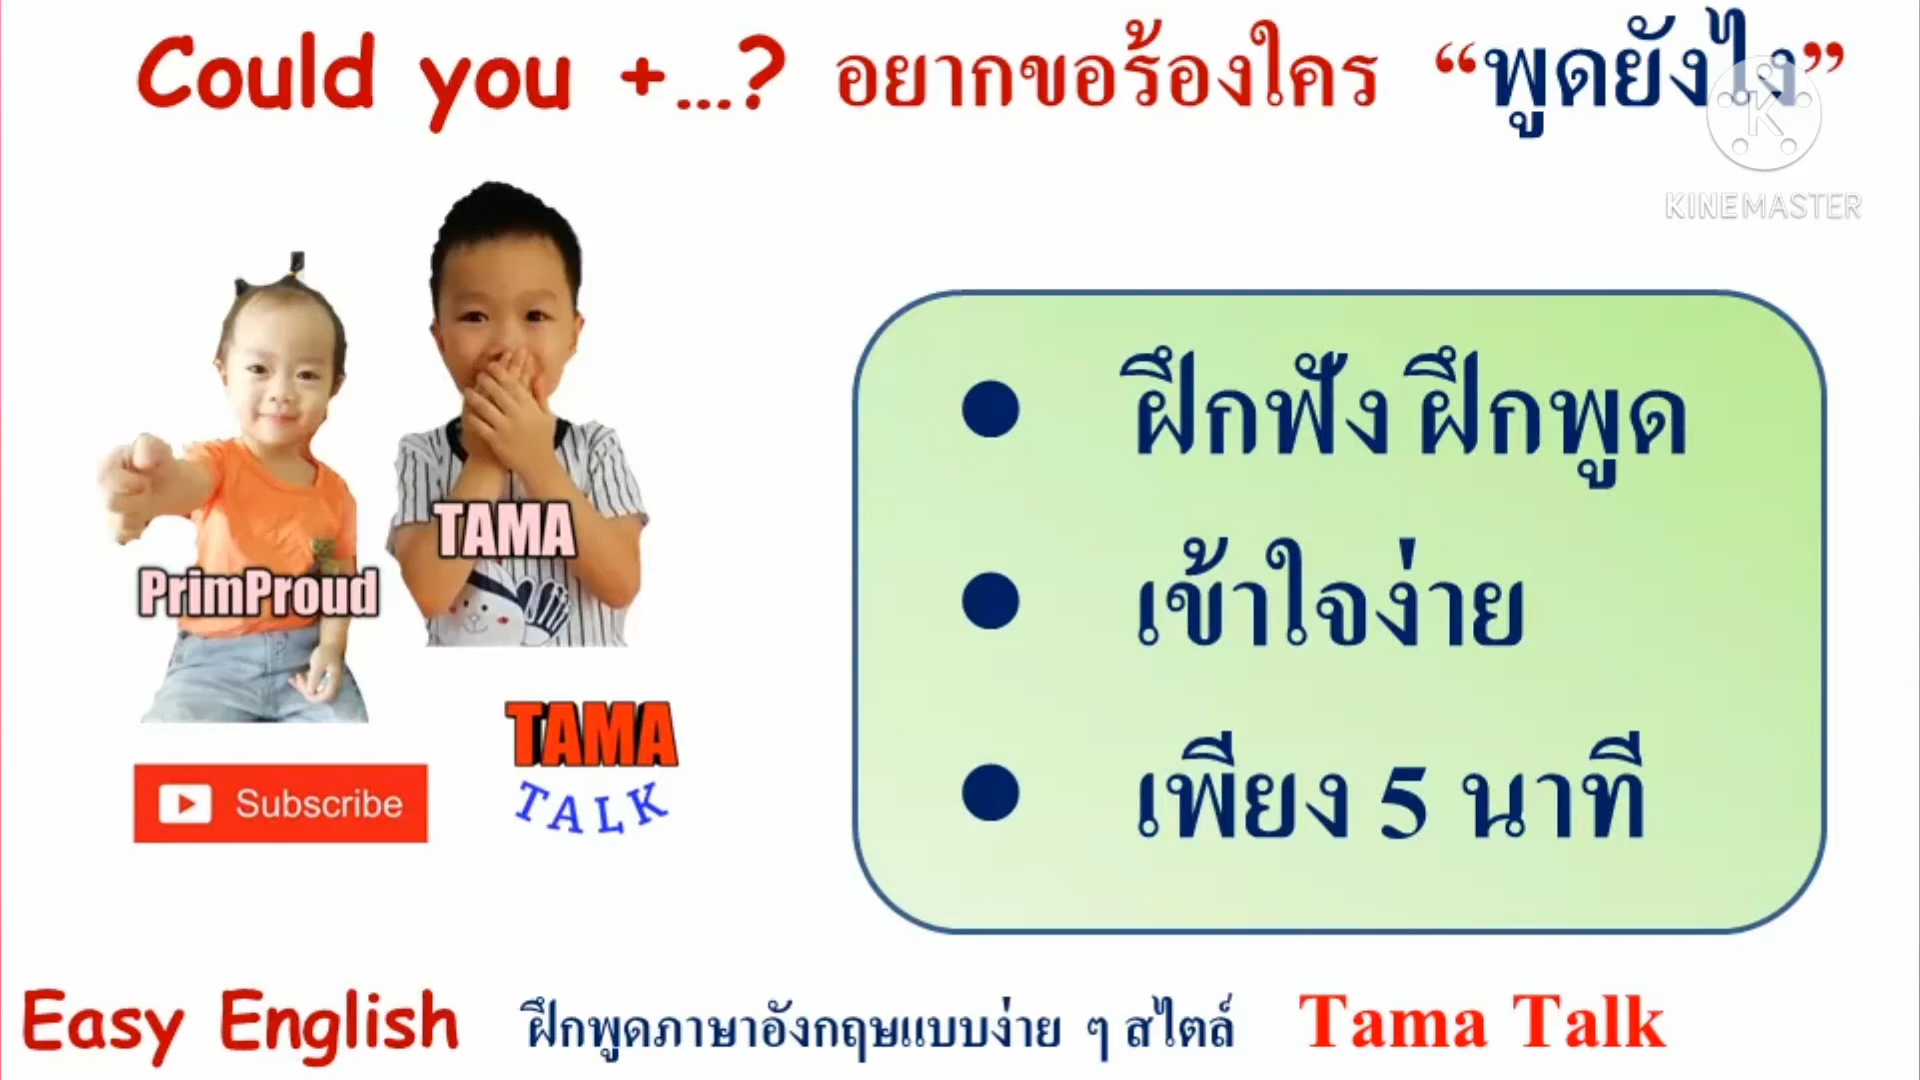 Could you +...? อยากขอร้องใคร “พูดยังไง”
KINEMASTER
ฝึกฟัง ฝึกพูด
เข้าใจง่าย
เพียง 5 นาที
TAMA
PrimProud
TAMA
TALK
Subscribe
Easy English ฝึกพูดภาษาอังกฤษแบบง่าย ๆ สไตล์ Tama Talk